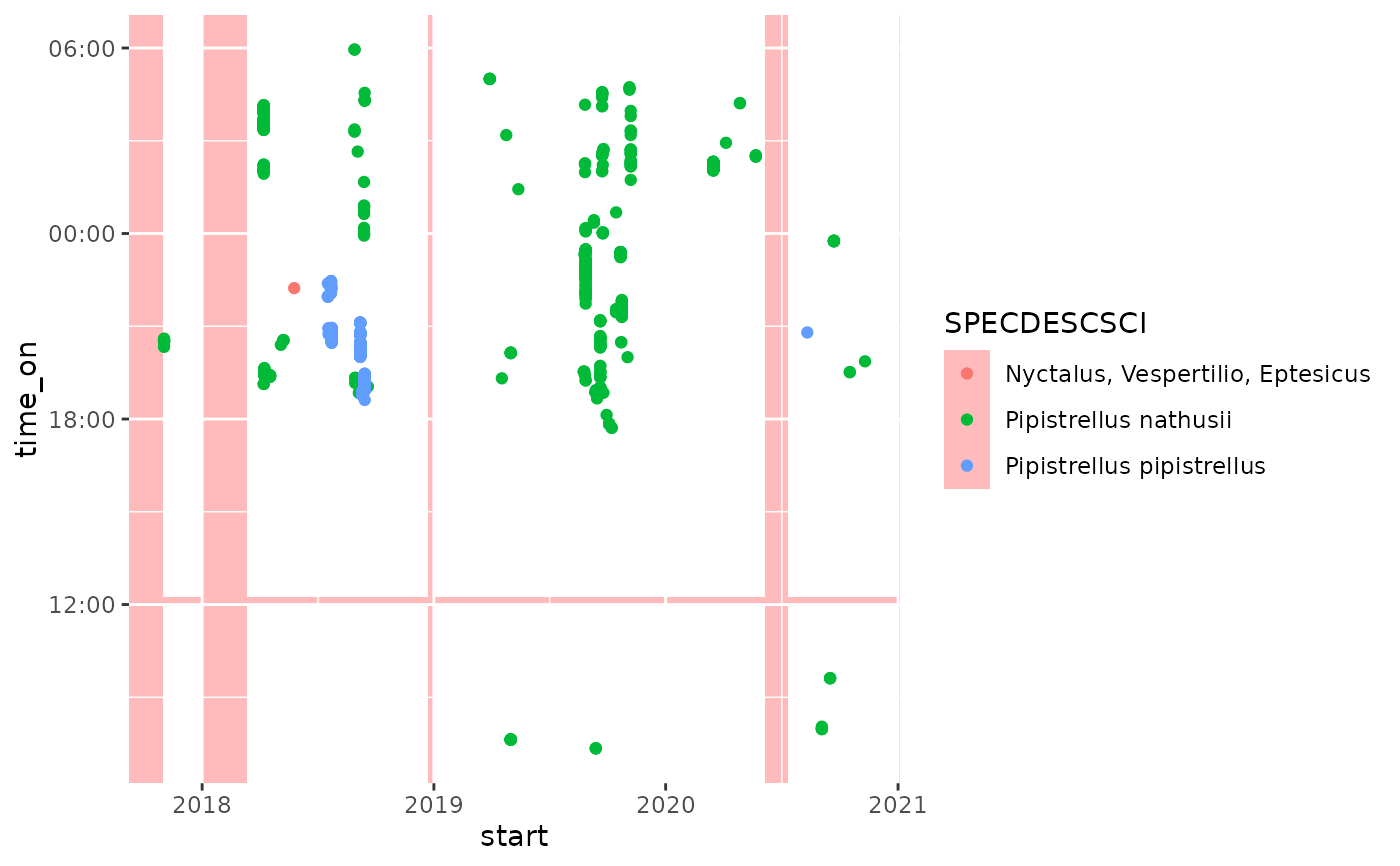 06:00
00:00
18:00
12:00
time_on
2018
2019
2020
2021
start
SPECDESCSCI
Nyctalus, Vespertilio, Eptesicus
Pipistrellus nathusii
Pipistrellus pipistrellus